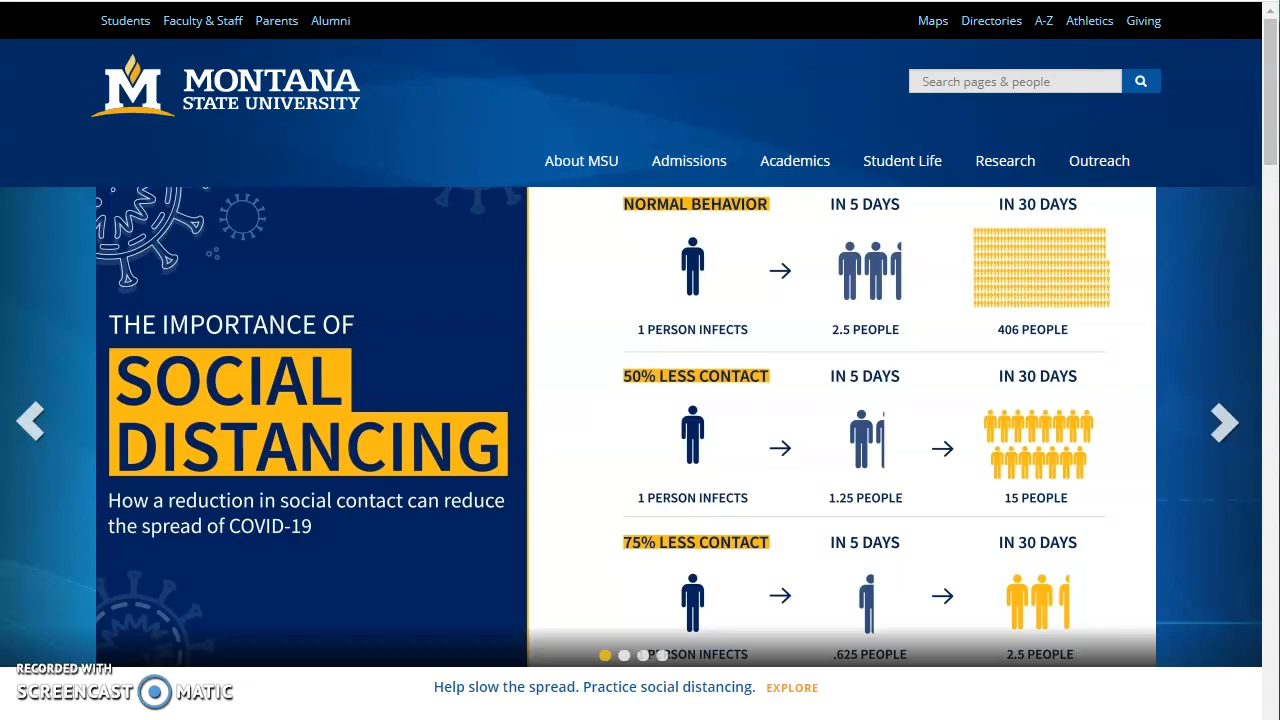 Students Faculty & Staff Parents Alumni
Maps Directories A-Z Athletics Giving
MONTANA
STATE UNIVERSITY
Search pages & people
About MSU Admissions Academics Student Life Research Outreach
THE IMPORTANCE OF
SOCIAL
DISTANCING
How a reduction in social contact can reduce
the spread of COVID-19
NORMAL BEHAVIOR IN 5 DAYS IN 30 DAYS
1 PERSON INFECTS 2.5 PEOPLE 406 PEOPLE
50% LESS CONTACT IN 5 DAYS IN 30 DAYS
1 PERSON INFECTS 1.25 PEOPLE 15 PEOPLE
75% LESS CONTACT IN 5 DAYS IN 30 DAYS
PERSON INFECTS .625 PEOPLE 2.5 PEOPLE
Help slow the spread. Practice social distancing. EXPLORE
RECORDED WITH
SCREENCAST MATIC